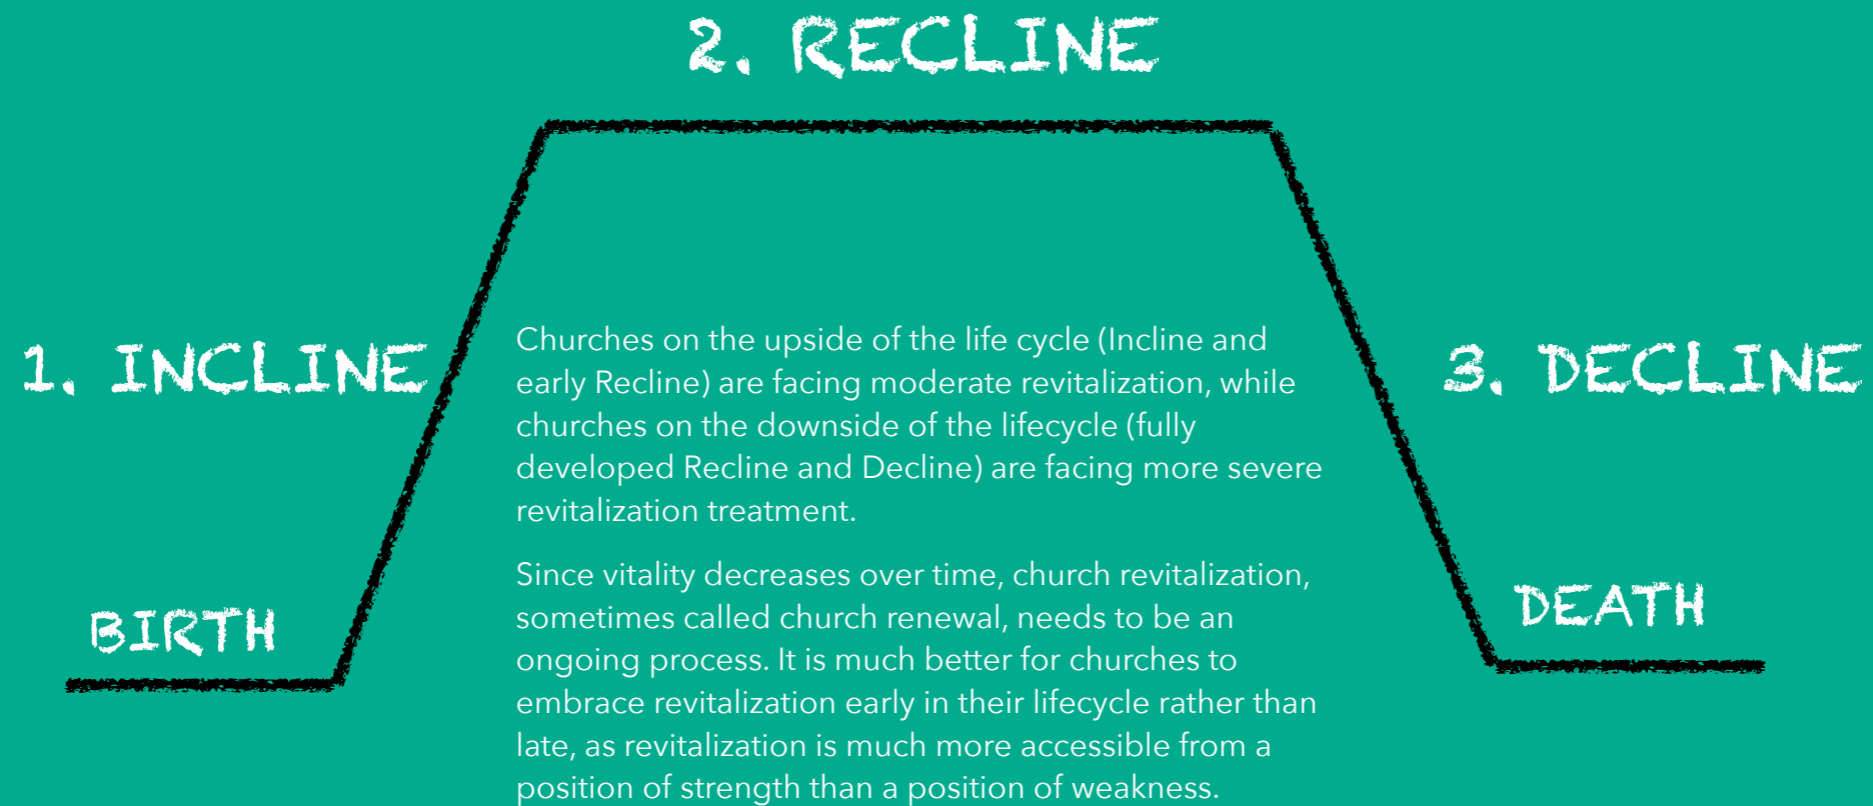 2. RECLINE
1. INCLINE
3. DECLINE
Churches on the upside of the life cycle (Incline and
early Recline) are facing moderate revitalization, while
churches on the downside of the lifecycle (fully
developed Recline and Decline) are facing more severe
revitalization treatment.
Since vitality decreases over time, church revitalization,
sometimes called church renewal, needs to be an
ongoing process. It is much better for churches to
embrace revitalization early in their lifecycle rather than
late, as revitalization is much more accessible from a
position of strength than a position of weakness.
BIRTH
DEATH